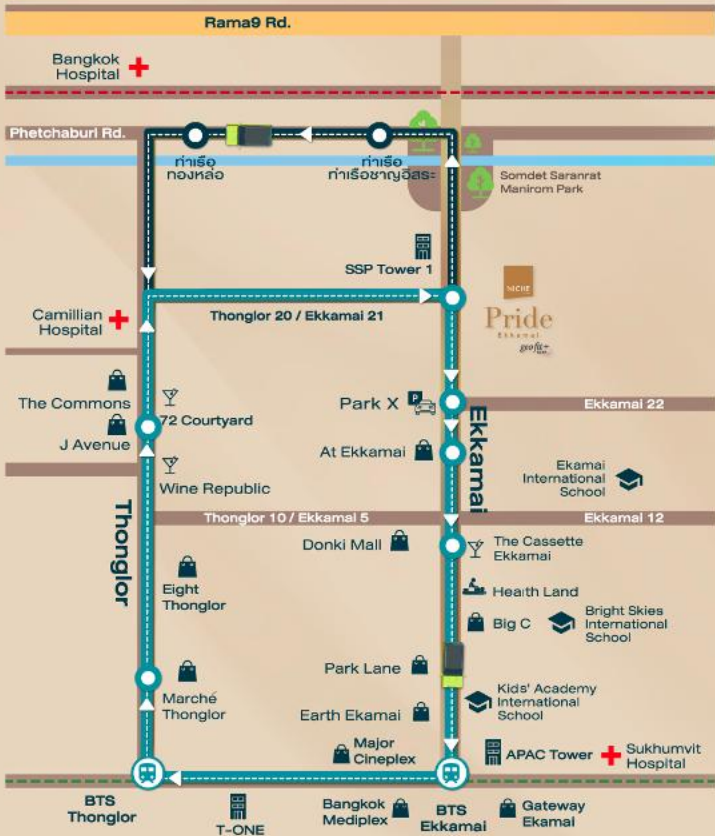 Rama9 Rd.
Bangkok
Hospital
Phetchaburi Rd.
ท่าเรือ
ทองหล่อ
ท่าเรือ
ท่าเรือชาญอิสระ
Somdet Saranrat
Manirom Park
SSP Tower 1
NICHE
Pride
Ekkamai
geo fit+
Camillian
Hospital
Thonglor 20 / Ekkamai 21
The Commons
72 Courtyard
J Avenue
P
Park X
Ekkamai 22
Ekkamai
At Ekkamai
Wine Republic
Ekamai
International
School
Thonglor
Thonglor 10 / Ekkamai 5
Ekkamai 12
Donki Mall
The Cassette
Ekkamai
Eight
Thonglor
Health Land
Big C
Bright Skies
International
School
Park Lane
Marché
Thonglor
Kids' Academy
International
School
Earth Ekamai
Major
Cineplex
APAC Tower
Sukhumvit
Hospital
BTS
Thonglor
T-ONE
Bangkok
Mediplex
BTS
Ekkamai
Gateway
Ekamai